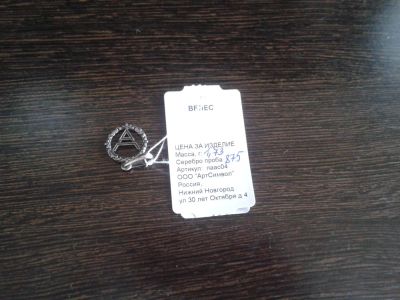 А
ЦЕНА ЗА ИЗДЕЛИЕ
Масса, г.
Серебро проба 875
Артикул:
ООО "АртСимвол"
Россия,
Нижний Новгород
ул 30 лет Октября д 4